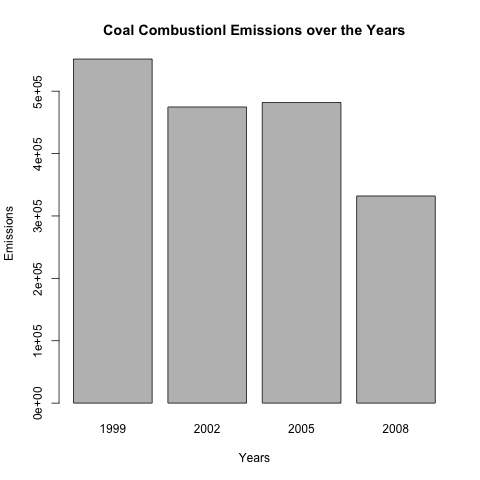 Coal Combustionl Emissions over the Years
5e+05
4e+05
3e+05
2e+05
1e+05
0e+00
Emissions
1999 2002 2005 2008
Years